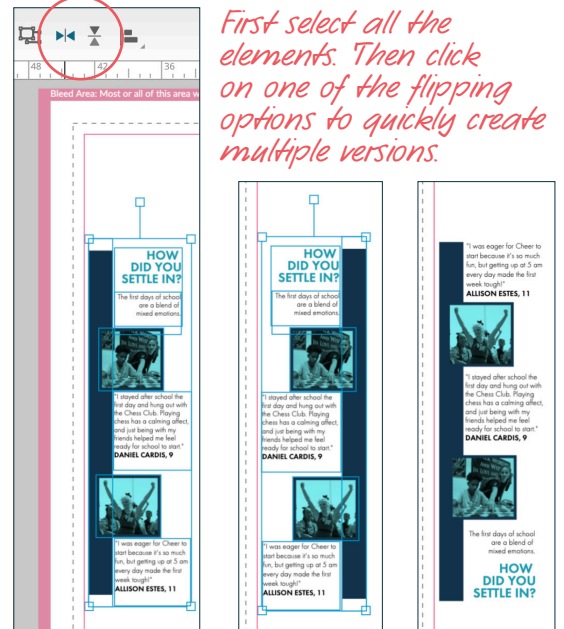 First select all the
elements. Then click
on one of the flipping
options to quickly create
multiple versions.
48
42
36
Bleed Area: Most or all of this area w
HOW
DID YOU
SETTLE IN?
The first days of school
are a blend of
mixed emotions.
"I stayed after school the
first day and hung out with
the Chess Club. Playing
chess has a calming affect,
and just being with my
friends helped me feel
ready for school to start."
DANIEL CARDIS, 9
"I was eager for Cheer to
start because it's so much
fun, but getting up at 5 am
every day made the first
week tough!"
ALLISON ESTES, 11
HOW
DID YOU
SETTLE IN?
The first days of school
are a blend of
mixed emotions.
"I stayed after school the
first day and hung out with
the Chess Club. Playing
chess has a calming affect,
and just being with my
friends helped me feel
ready for school to start."
DANIEL CARDIS, 9
"I was eager for Cheer to
start because it's so much
fun, but getting up at 5 am
every day made the first
week tough!"
ALLISON ESTES, 11
"I was eager for Cheer to
start because it's so much
fun, but getting up at 5 am
every day made the first
week tough!"
ALLISON ESTES, 11
"I stayed after school the
first day and hung out with
the Chess Club. Playing
chess has a calming affect,
and just being with my
friends helped me feel
ready for school to start."
DANIEL CARDIS, 9
The first days of school
are a blend of
mixed emotions.
HOW
DID YOU
SETTLE IN?